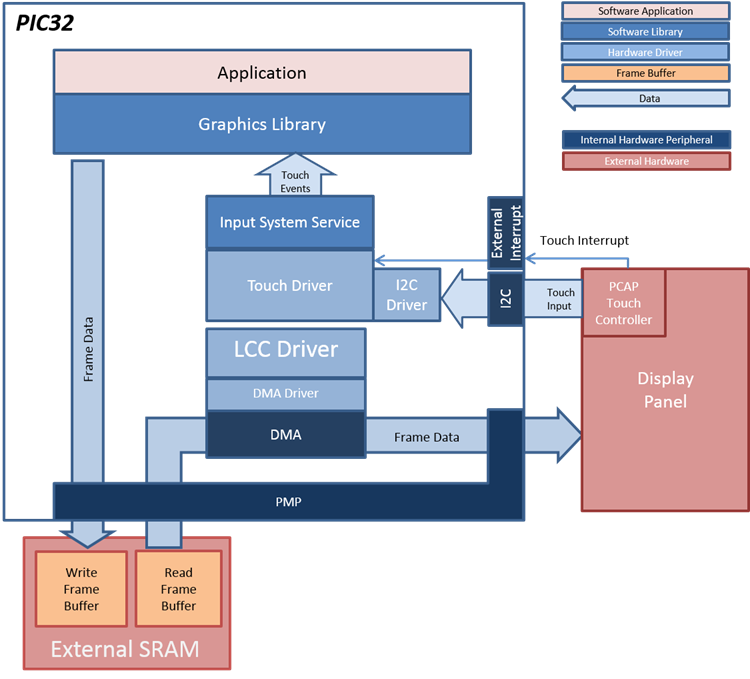 PIC32
Application
Graphics Library
Touch
Events
Input System Service
Touch Driver
I2C
Driver
External
Interrupt
I2C
Touch Interrupt
Touch
Input
PCAP
Touch
Controller
Display
Panel
LCC Driver
DMA Driver
DMA
Frame Data
Frame Data
PMP
Write
Frame
Buffer
Read
Frame
Buffer
External SRAM
Software Application
Software Library
Hardware Driver
Frame Buffer
Data
Internal Hardware Peripheral
External Hardware